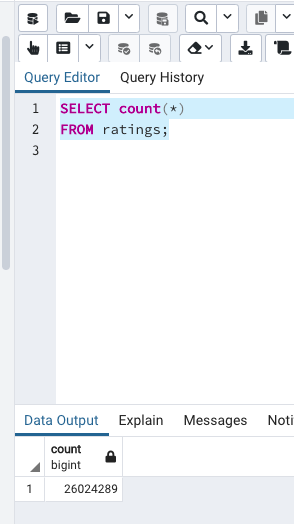 Query Editor Query History
1 SELECT count(*)
2 FROM ratings;
3
Data Output Explain Messages
count
bigint
1 26024289